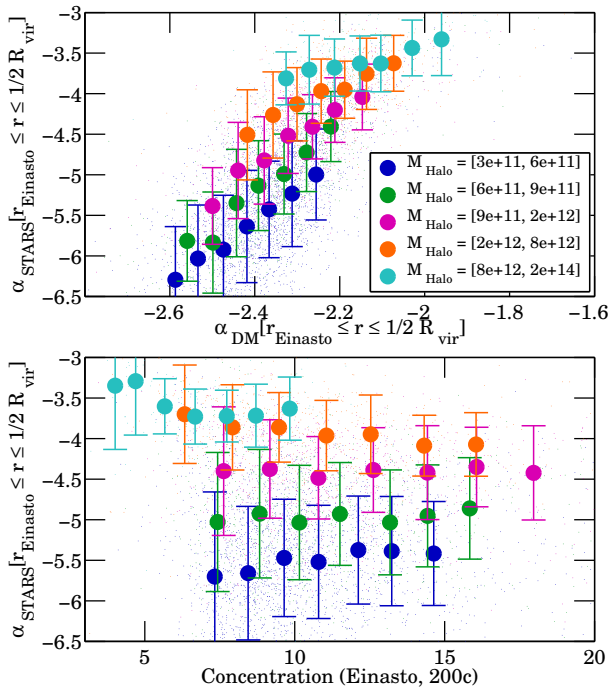 -3
-3.5
-4
-4.5
-5
-5.5
-6
-6.5
α STARS[r Einasto ≤ r ≤ 1/2 R vir]
M Halo = [3e+11, 6e+11]
M Halo = [6e+11, 9e+11]
M Halo = [9e+11, 2e+12]
M Halo = [2e+12, 8e+12]
M Halo = [8e+12, 2e+14]
-2.6 -2.4 -2.2 -2 -1.8 -1.6
α DM[r Einasto ≤ r ≤ 1/2 R vir]
-3
-3.5
-4
-4.5
-5
-5.5
-6
-6.5
α STARS[r Einasto ≤ r ≤ 1/2 R vir]
5 10 15 20
Concentration (Einasto, 200c)